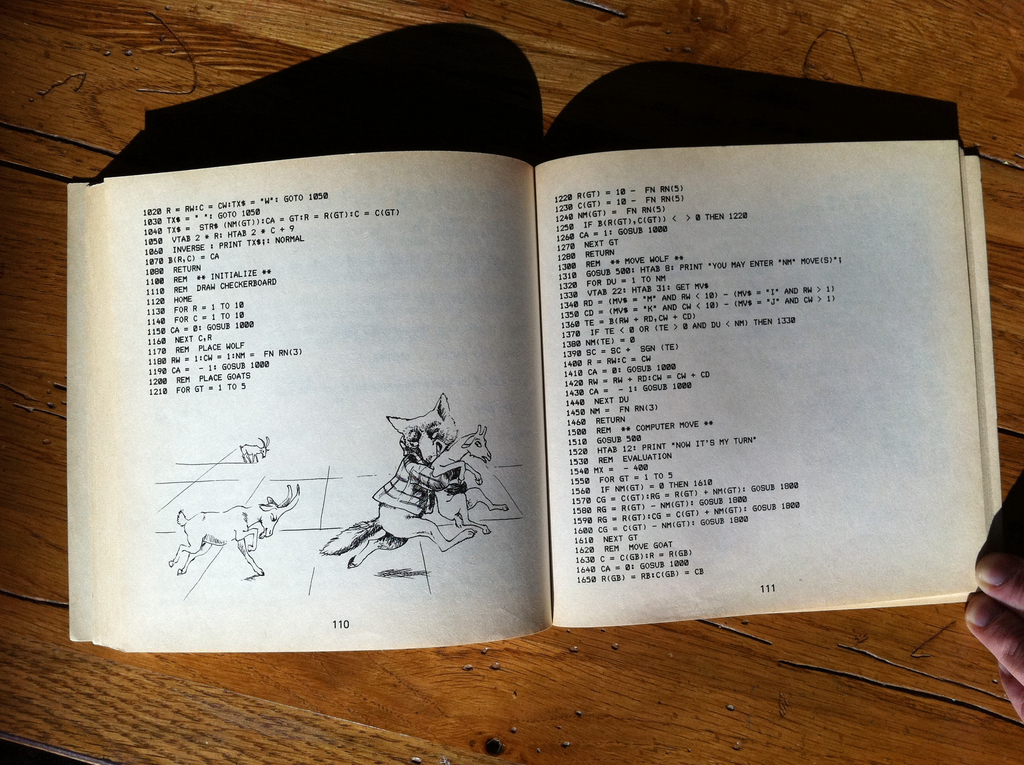 1020 R = RW:C = CW:TX$ = "W": GOTO 1050
1030 TX$ = " ": GOTO 1050
1040 TX$ = STR$ (NM(GT)):CA = GT:R = R(GT):C = C(GT)
1050 VTAB 2 * R: HTAB 2 * C + 9
1060 INVERSE : PRINT TX$;: NORMAL
1070 B(R,C) = CA
1080 RETURN
1100 REM ** INITIALIZE **
1110 REM DRAW CHECKERBOARD
1120 HOME
1130 FOR R = 1 TO 10
1140 FOR C = 1 TO 10
1150 CA = 0: GOSUB 1000
1160 NEXT C,R
1170 REM PLACE WOLF
1180 RW = 1:CW = 1:NM = FN RN(3)
1190 CA = - 1: GOSUB 1000
1200 REM PLACE GOATS
1210 FOR GT = 1 TO 5
110
1220 R(GT) = 10 - FN RN(5)
1230 C(GT) = 10 - FN RN(5)
1240 NM(GT) = FN RN(5)
1250 IF B(R(GT),C(GT)) < > 0 THEN 1220
1260 CA = 1: GOSUB 1000
1270 NEXT GT
1280 RETURN
1300 REM ** MOVE WOLF **
1310 GOSUB 500: HTAB 8: PRINT "YOU MAY ENTER "NM" MOVE(S)";
1320 FOR DU = 1 TO NM
1330 VTAB 22: HTAB 31: GET MV$
1340 RD = (MV$ = "M" AND RW < 10) - (MV$ = "I" AND RW > 1)
1350 CD = (MV$ = "K" AND CW < 10) - (MV$ = "J" AND CW > 1)
1360 TE = B(RW + RD,CW + CD)
1370 IF TE < 0 OR (TE > 0 AND DU < NM) THEN 1330
1380 NM(TE) = 0
1390 SC = SC + SGN (TE)
1400 R = RW:C = CW
1410 CA = 0: GOSUB 1000
1420 RW = RW + RD:CW = CW + CD
1430 CA = - 1: GOSUB 1000
1440 NEXT DU
1450 NM = FN RN(3)
1460 RETURN
1500 REM ** COMPUTER MOVE **
1510 GOSUB 500
1520 HTAB 12: PRINT "NOW IT'S MY TURN"
1530 REM EVALUATION
1540 MX = - 400
1550 FOR GT = 1 TO 5
1560 IF NM(GT) = 0 THEN 1610
1570 CG = C(GT):RG = R(GT) + NM(GT): GOSUB 1800
1580 RG = R(GT) - NM(GT): GOSUB 1800
1590 RG = R(GT):CG = C(GT) + NM(GT): GOSUB 1800
1600 CG = C(GT) - NM(GT): GOSUB 1800
1610 NEXT GT
1620 REM MOVE GOAT
1630 C = C(GB):R = R(GB)
1640 CA = 0: GOSUB 1000
1650 R(GB) = RB:C(GB) = CB
111